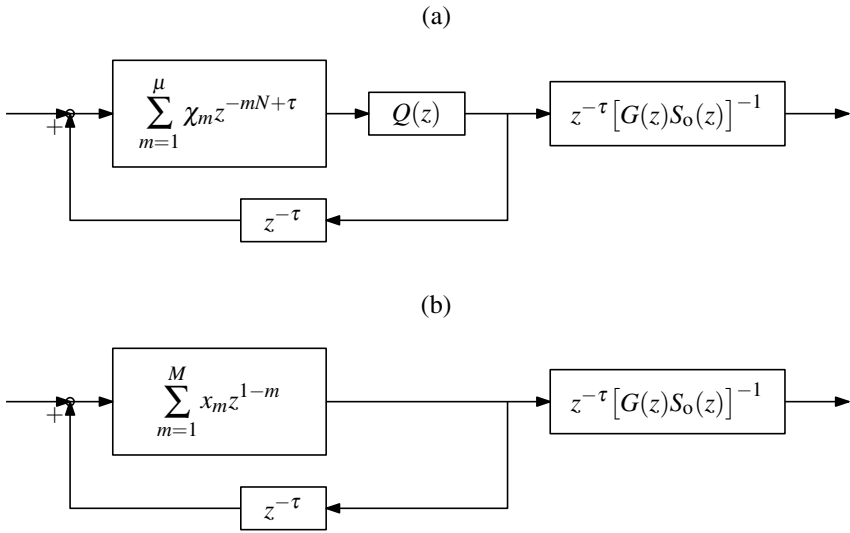 (a)
∑_{m=1}^{μ} χ_m z^{−mN+τ}
Q(z)
z^{−τ}[G(z)S_o(z)]^{−1}
+
z^{−τ}
(b)
∑_{m=1}^{M} x_m z^{1−m}
z^{−τ}[G(z)S_o(z)]^{−1}
+
z^{−τ}